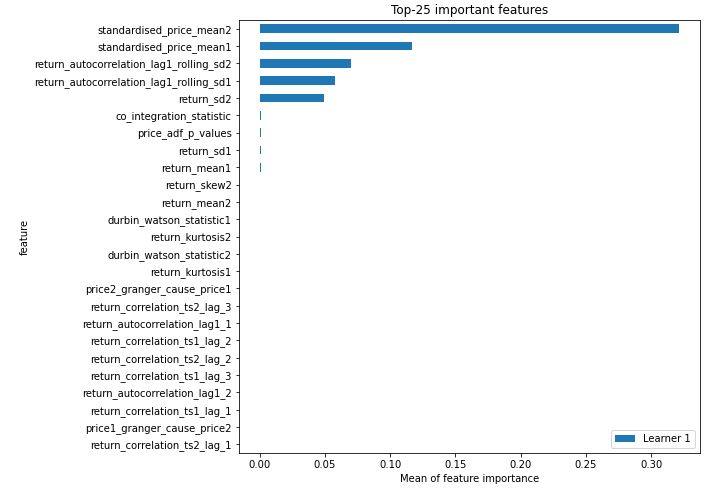 Top-25 important features
standardised_price_mean2
standardised_price_mean1
return_autocorrelation_lag1_rolling_sd2
return_autocorrelation_lag1_rolling_sd1
return_sd2
co_integration_statistic
price_adf_p_values
return_sd1
return_mean1
return_skew2
return_mean2
durbin_watson_statistic1
return_kurtosis2
durbin_watson_statistic2
return_kurtosis1
price2_granger_cause_price1
return_correlation_ts2_lag_3
return_autocorrelation_lag1_1
return_correlation_ts1_lag_2
return_correlation_ts2_lag_2
return_correlation_ts1_lag_3
return_autocorrelation_lag1_2
return_correlation_ts1_lag_1
price1_granger_cause_price2
return_correlation_ts2_lag_1
feature
Learner 1
0.00 0.05 0.10 0.15 0.20 0.25 0.30
Mean of feature importance